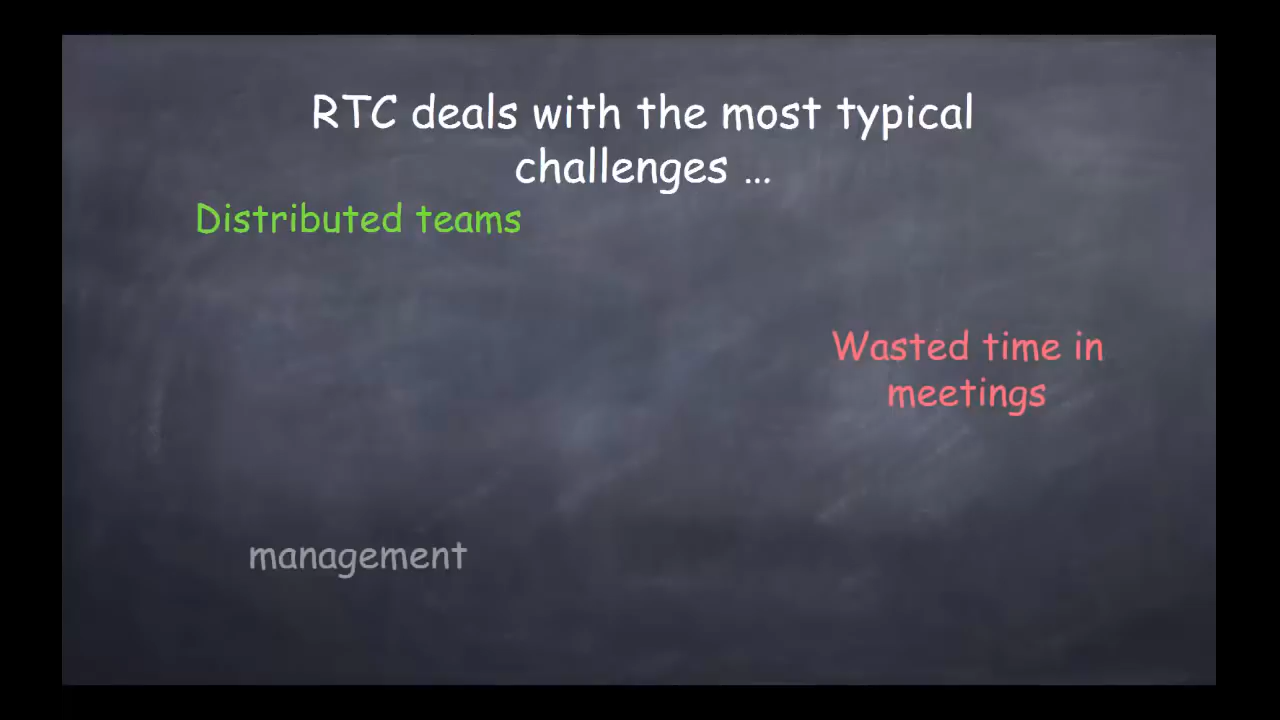 RTC deals with the most typical
challenges ...
Distributed teams
Wasted time in
meetings
management